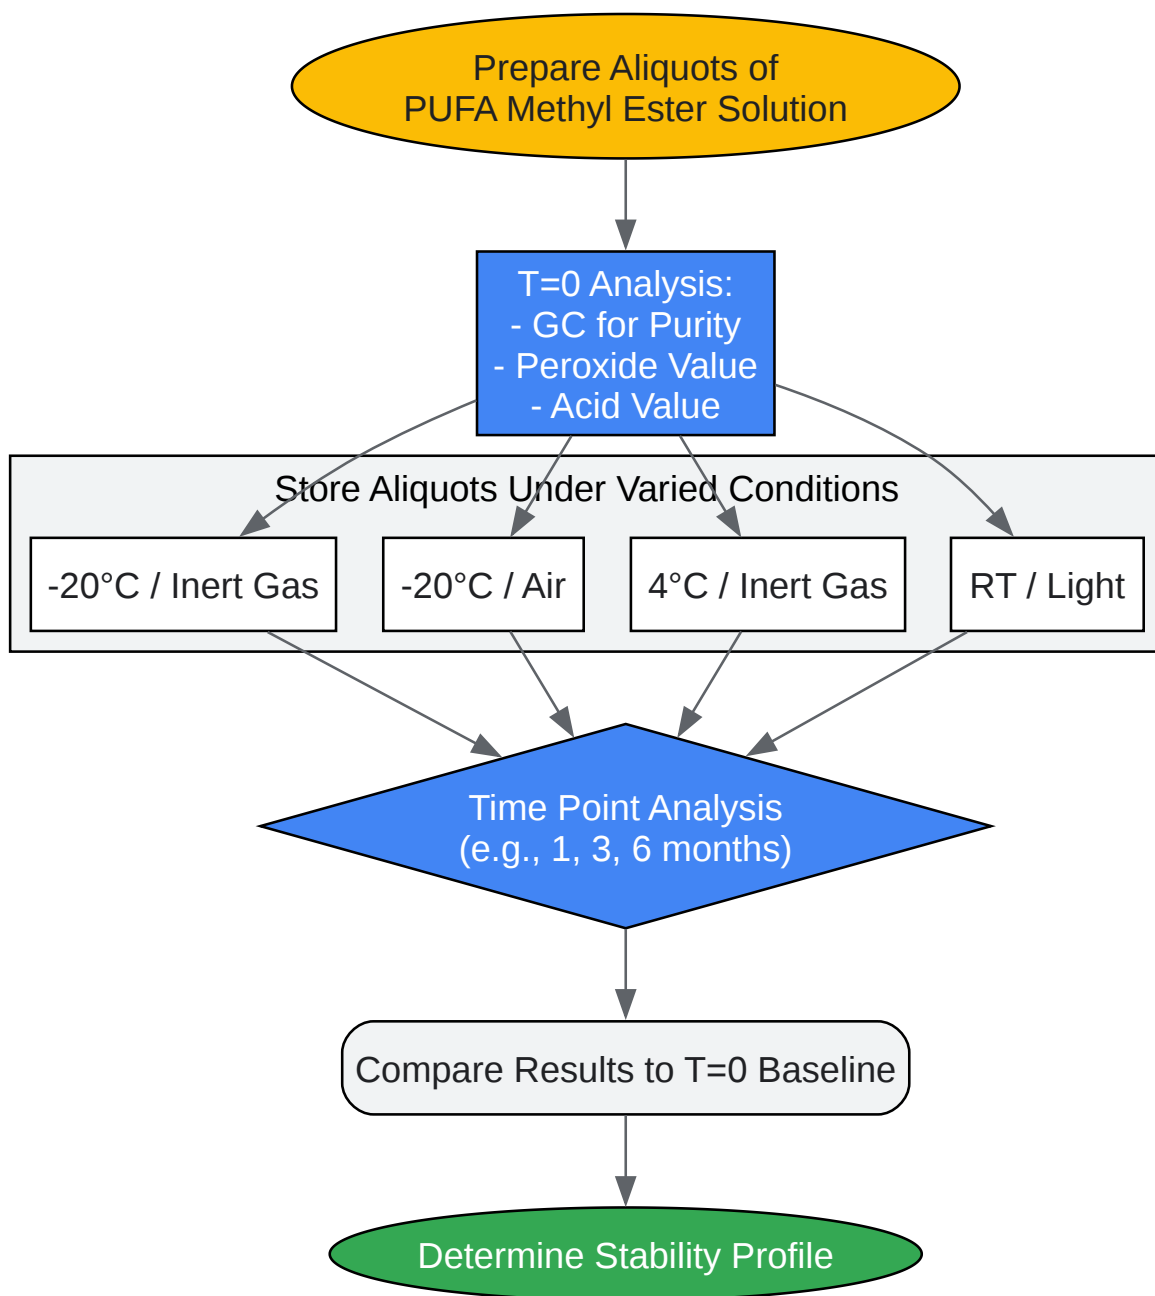 Prepare Aliquots of
PUFA Methyl Ester Solution
T=0 Analysis:
- GC for Purity
- Peroxide Value
- Acid Value
Store Aliquots Under Varied Conditions
-20°C / Inert Gas
-20°C / Air
4°C / Inert Gas
RT / Light
Time Point Analysis
(e.g., 1, 3, 6 months)
Compare Results to T=0 Baseline
Determine Stability Profile